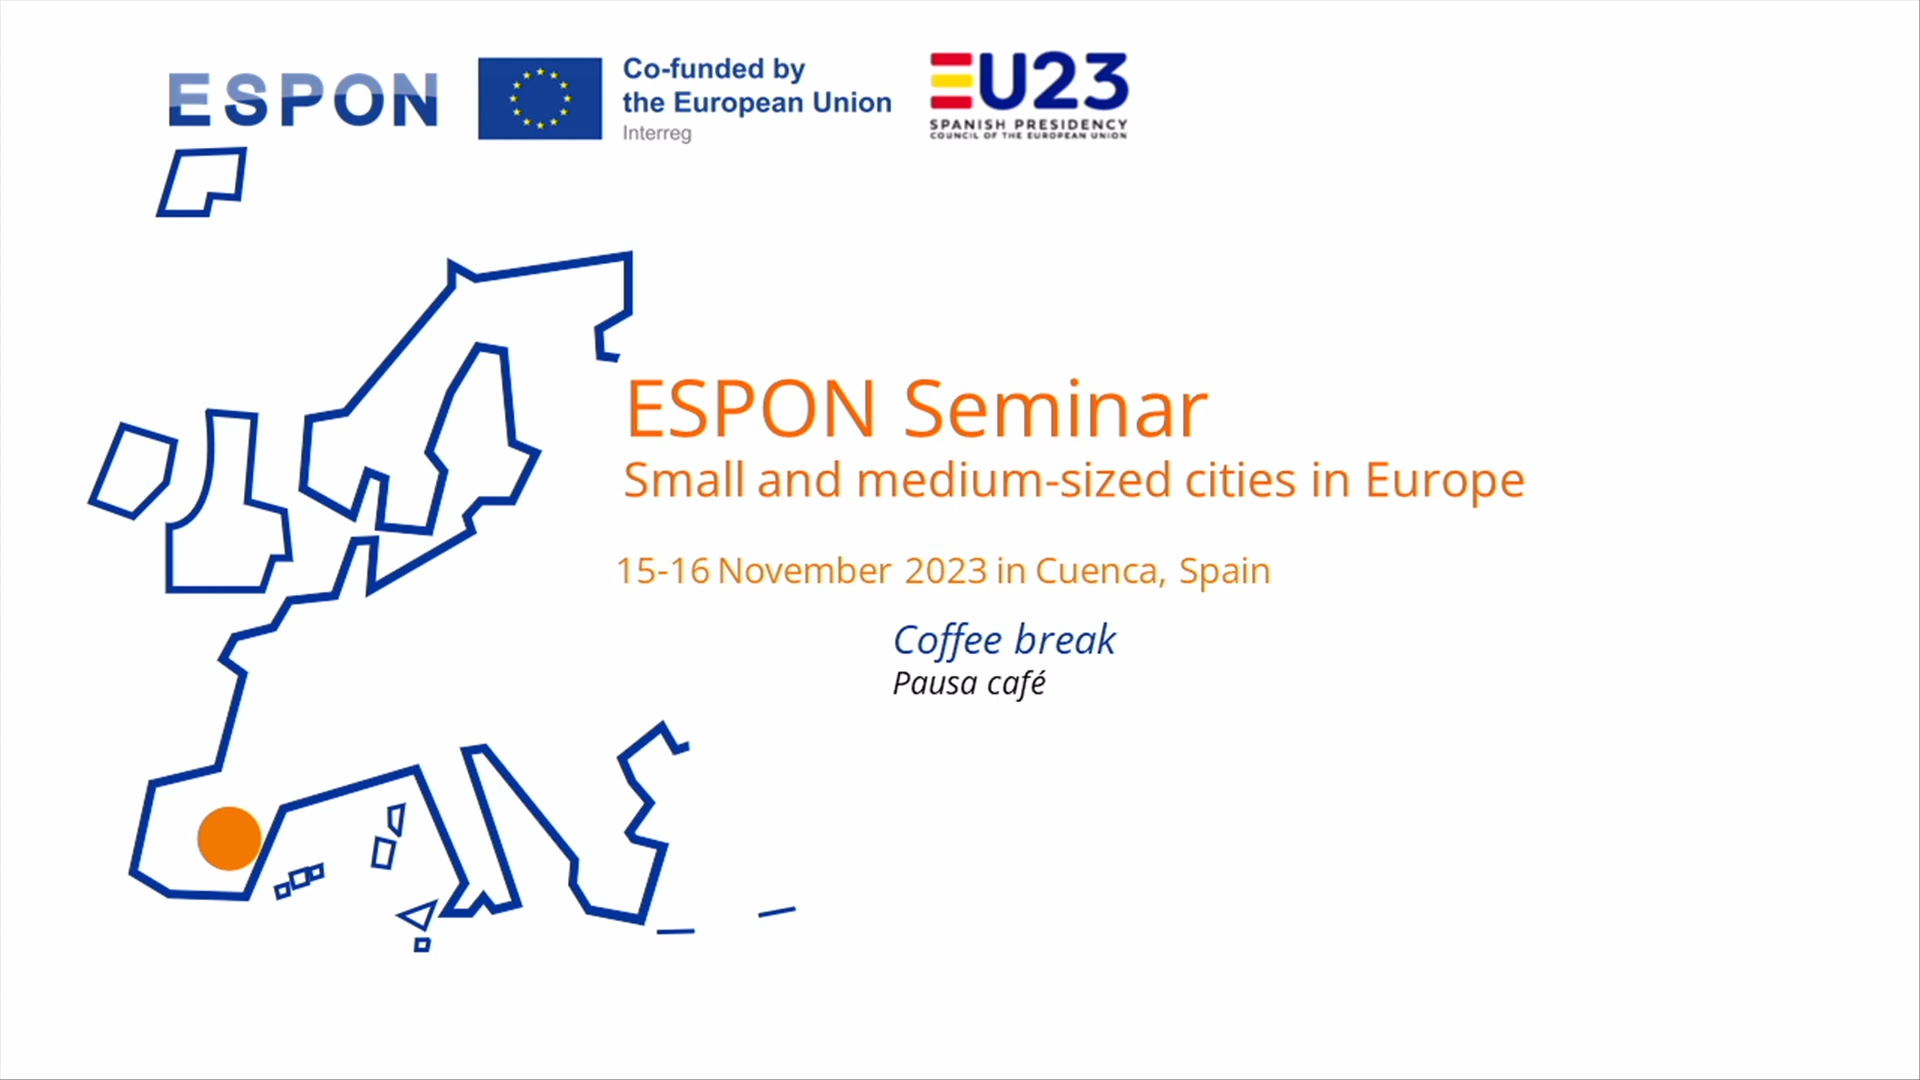 ESPON
Co-funded by
the European Union
Interreg
EU23
SPANISH PRESIDENCY
COUNCIL OF THE EUROPEAN UNION
ESPON Seminar
Small and medium-sized cities in Europe
15-16 November 2023 in Cuenca, Spain
Coffee break
Pausa café